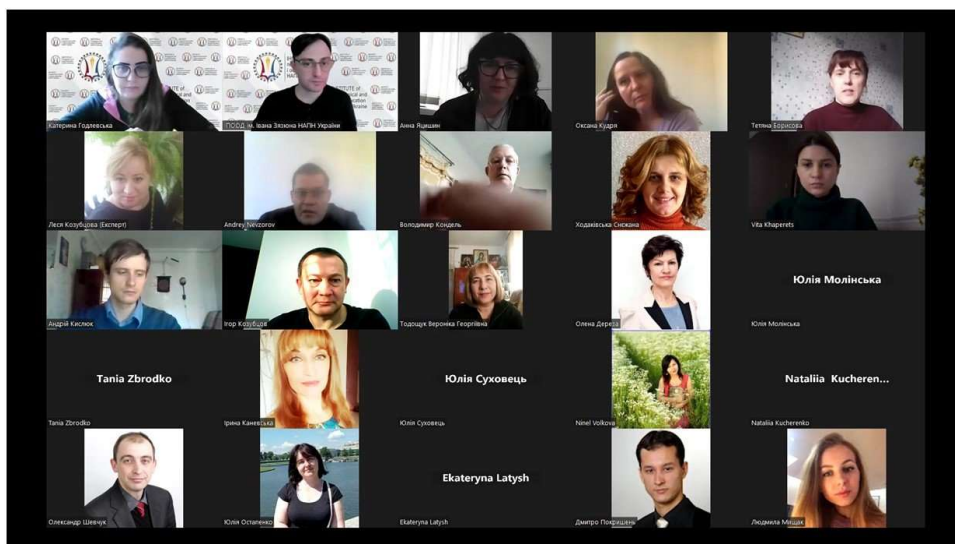 Катерина Годлевська
ІПООД ім. Івана Зязюна НАПН України
Анна Яцишин
Оксана Кудря
Тетяна Борисова
Леся Козубцова (Експерт)
Andrey Nevzorov
Володимир Кондель
Ходаківська Сніжана
Vita Khaperets
Андрій Кислюк
Ігор Козубцов
Тодощук Вероніка Георгіївна
Олена Дереза
Юлія Молінська
Юлія Молінська
Tania Zbrodko
Tania Zbrodko
Ірина Каневська
Юлія Суховець
Юлія Суховець
Ninel Volkova
Nataliia Kucheren...
Nataliia Kucherenko
Олександр Шевчук
Юлія Остапенко
Ekateryna Latysh
Ekateryna Latysh
Дмитро Покришень
Людмила Мищак